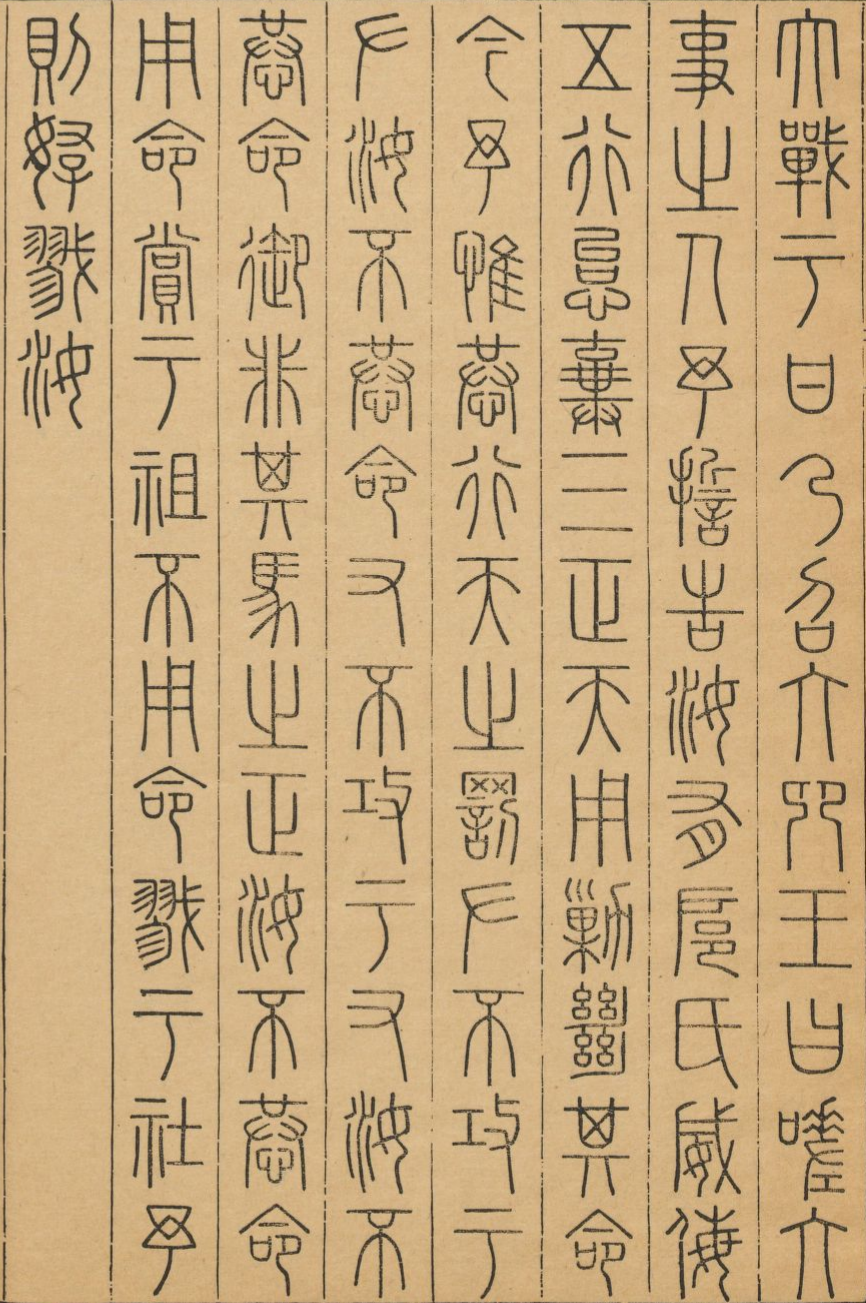 大戰于甘乃召六卿王曰嗟六
事之人予誓告汝有扈氏威侮
五行怠棄三正天用勦絕其命
今予惟恭行天之罰𠂇不攻于
𠂇汝不恭命又不攻于又汝不
恭命御非其馬之正汝不恭命
用命賞于祖不用命戮于社予
則孥戮汝